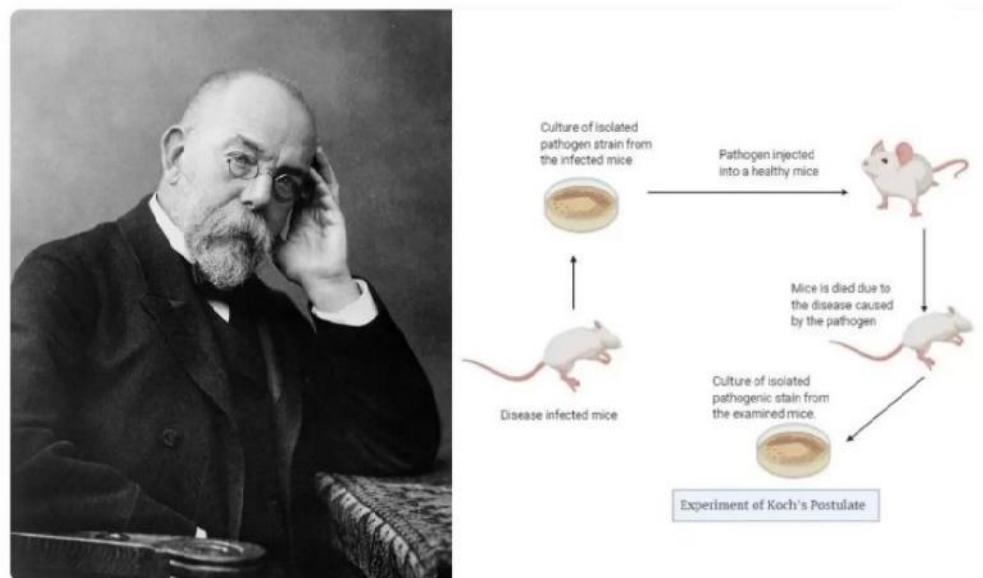 Culture of isolated
pathogen strain from
the infected mice
Pathogen injected
into a healthy mice
Mice is died due to
the disease caused
by the pathogen
Disease infected mice
Culture of isolated
pathogenic stain from
the examined mice.
Experiment of Koch's Postulate